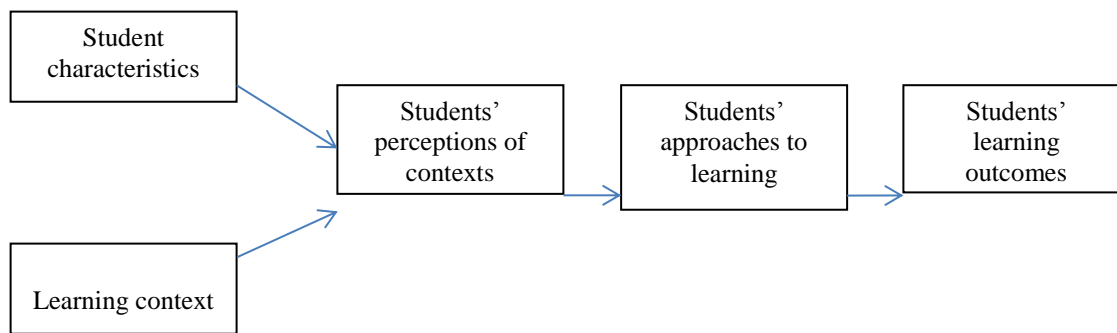 Student
characteristics
Students’
perceptions of
contexts
Students’
approaches to
learning
Students’
learning
outcomes
Learning context